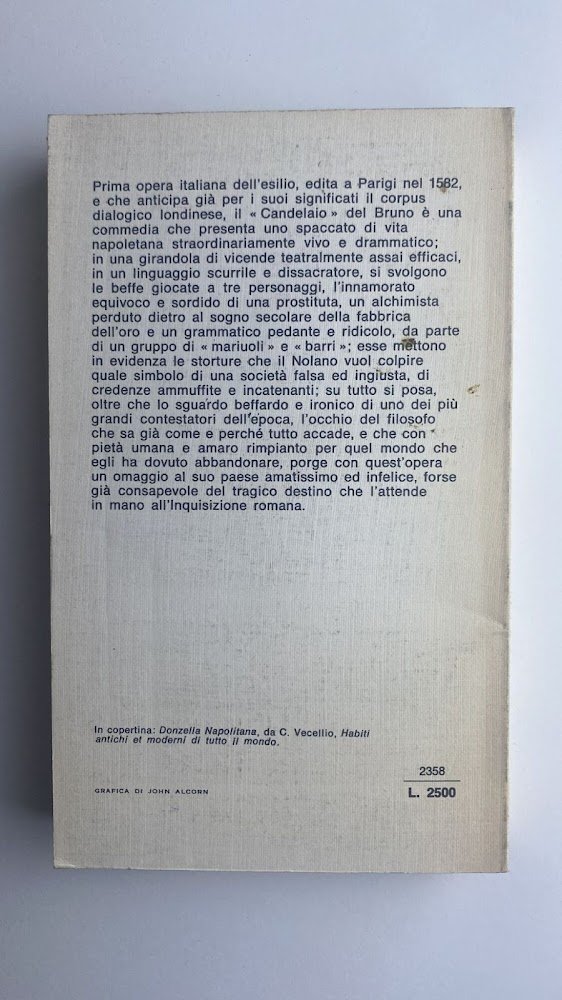 Prima opera italiana dell'esilio, edita a Parigi nel 1582,
e che anticipa già per i suoi significati il corpus
dialogico londinese, il « Candelaio » del Bruno è una
commedia che presenta uno spaccato di vita
napoletana straordinariamente vivo e drammatico;
in una girandola di vicende teatralmente assai efficaci,
in un linguaggio scurrile e dissacratore, si svolgono
le beffe giocate a tre personaggi, l'innamorato
equivoco e sordido di una prostituta, un alchimista
perduto dietro al sogno secolare della fabbrica
dell'oro e un grammatico pedante e ridicolo, da parte
di un gruppo di « mariuoli » e « barri »; esse mettono
in evidenza le storture che il Nolano vuol colpire
quale simbolo di una società falsa ed ingiusta, di
credenze ammuffite e incatenanti; su tutto si posa,
oltre che lo sguardo beffardo e ironico di uno dei più
grandi contestatori dell'epoca, l'occhio del filosofo
che sa già come e perché tutto accade, e che con
pietà umana e amaro rimpianto per quel mondo che
egli ha dovuto abbandonare, porge con quest'opera
un omaggio al suo paese amatissimo ed infelice, forse
già consapevole del tragico destino che l'attende
in mano all'Inquisizione romana.
In copertina: Donzella Napolitana, da C. Vecellio, Habiti
antichi et moderni di tutto il mondo.
GRAFICA DI JOHN ALCORN
2358
L. 2500